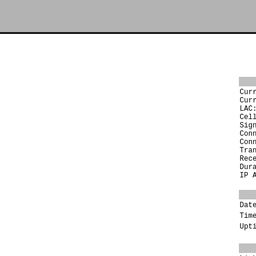 Curr
Curr
LAC:
Cell
Sign
Conn
Conn
Tran
Rece
Dura
IP A
Date
Time
Upti